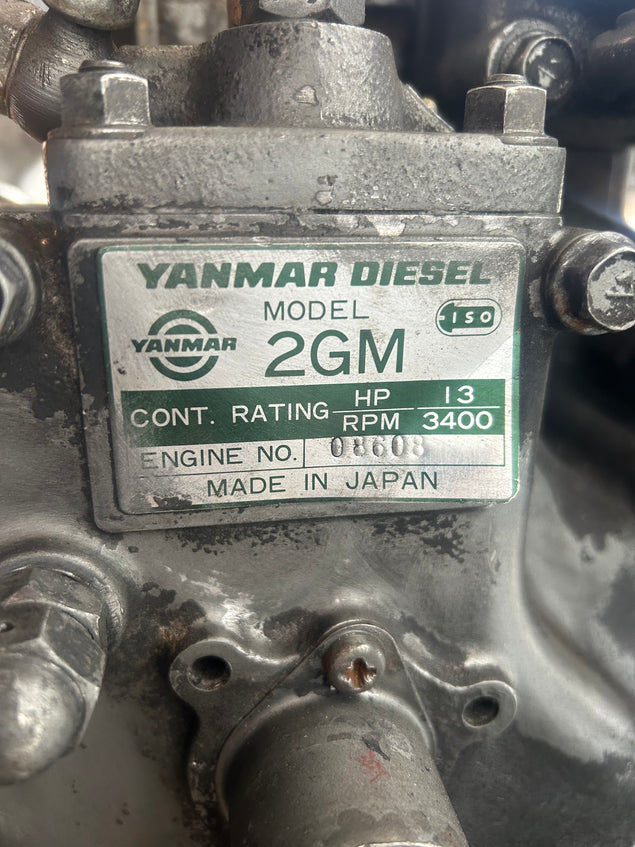 YANMAR DIESEL
MODEL
ISO
YANMAR
2GM
CONT. RATING HP 13
RPM 3400
ENGINE NO. 08608
MADE IN JAPAN